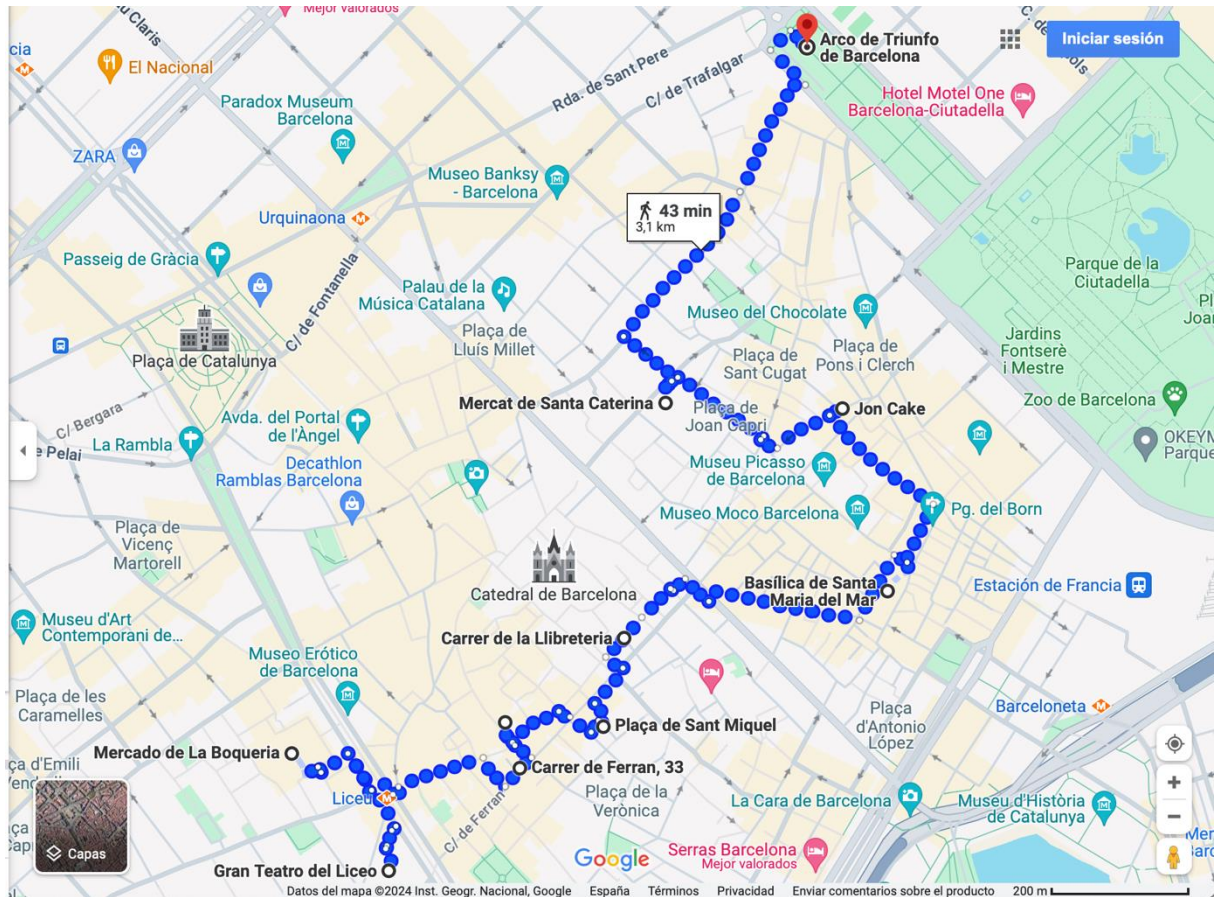 u Claris
Mejor valorados
cia
El Nacional
Paradox Museum
Barcelona
Rda. de Sant Pere
C/ de Trafalgar
Arco de Triunfo
de Barcelona
C. de
ols
Iniciar sesión
Hotel Motel One
Barcelona-Ciutadella
ZARA
Museo Banksy
- Barcelona
43 min
3,1 km
Urquinaona
Passeig de Gràcia
C/ de Fontanella
Palau de la
Música Catalana
Parque de la
Ciutadella
Pl
Joa
Museo del Chocolate
Plaça de Catalunya
Plaça de
Lluís Millet
Plaça de
Sant Cugat
Plaça de
Pons i Clerch
Jardins
Fontserè
i Mestre
Zoo de Barcelona
C/ Bergara
e Pelai
La Rambla
Avda. del Portal
de l'Àngel
Mercat de Santa Caterina
Plaça de
Joan Capri
Jon Cake
OKEYM
Parque
Decathlon
Ramblas Barcelona
Museu Picasso
de Barcelona
Museo Moco Barcelona
Pg. del Born
Plaça de
Vicenç
Martorell
Catedral de Barcelona
Basílica de Santa
Maria del Mar
Estación de Francia
Museu d'Art
Contemporani de...
Carrer de la Llibreteria
Museo Erótico
de Barcelona
Plaça de les
Caramelles
Plaça de Sant Miquel
Plaça
d'Antonio
López
Barceloneta
Mercado de La Boqueria
Carrer de Ferran, 33
ça d'Emili
Vend
Liceu
C/ de Ferran
Plaça de la
Verònica
La Cara de Barcelona
Museu d'Història
de Catalunya
Capas
Gran Teatro del Liceo
Google
Serras Barcelona
Mejor valorados
Mer
Barc
Datos del mapa ©2024 Inst. Geogr. Nacional, Google España Términos Privacidad Enviar comentarios sobre el producto 200 m